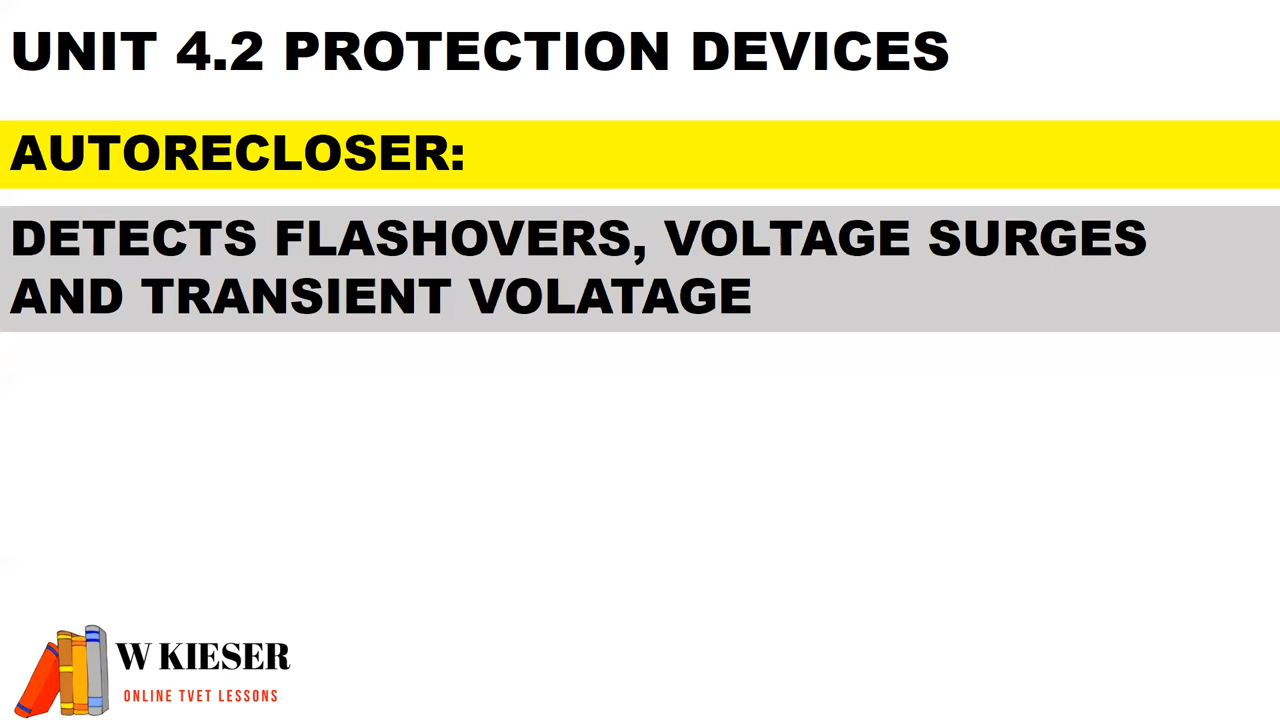 UNIT 4.2 PROTECTION DEVICES
AUTORECLOSER:
DETECTS FLASHOVERS, VOLTAGE SURGES
AND TRANSIENT VOLATAGE
W KIESER
ONLINE TVET LESSONS